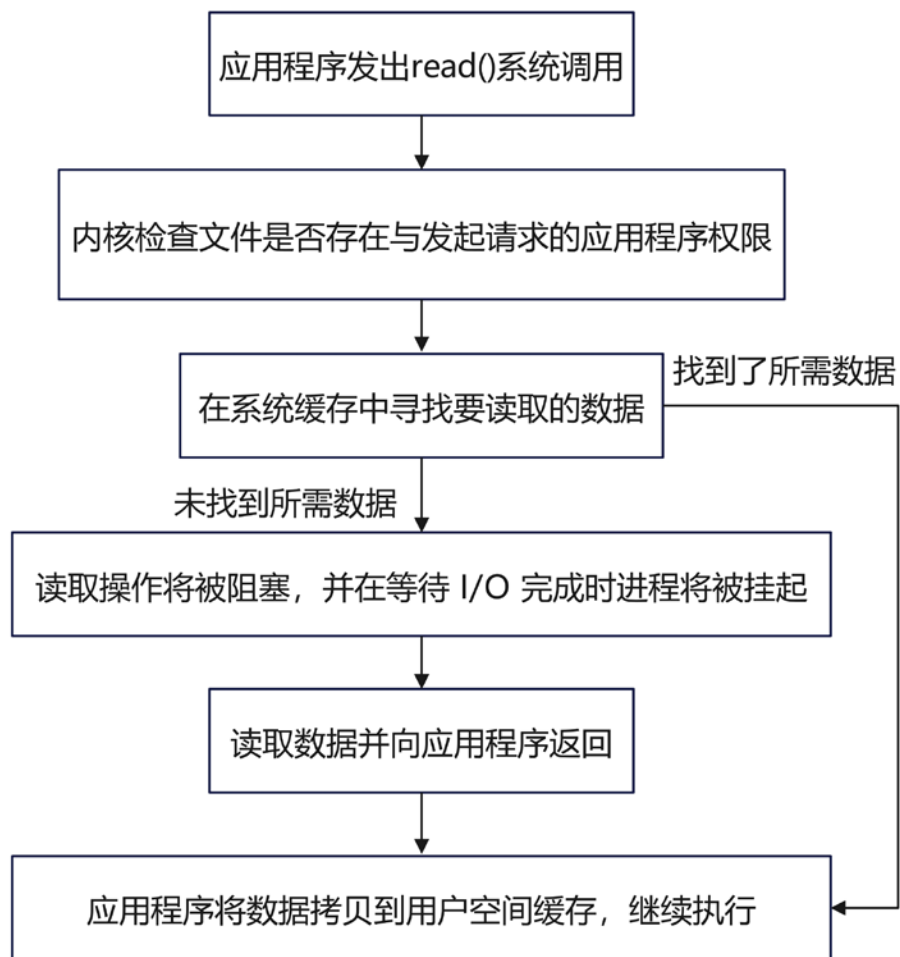 应用程序发出read()系统调用
内核检查文件是否存在与发起请求的应用程序权限
找到了所需数据
在系统缓存中寻找要读取的数据
未找到所需数据
读取操作将被阻塞，并在等待 I/O 完成时进程将被挂起
读取数据并向应用程序返回
应用程序将数据拷贝到用户空间缓存，继续执行